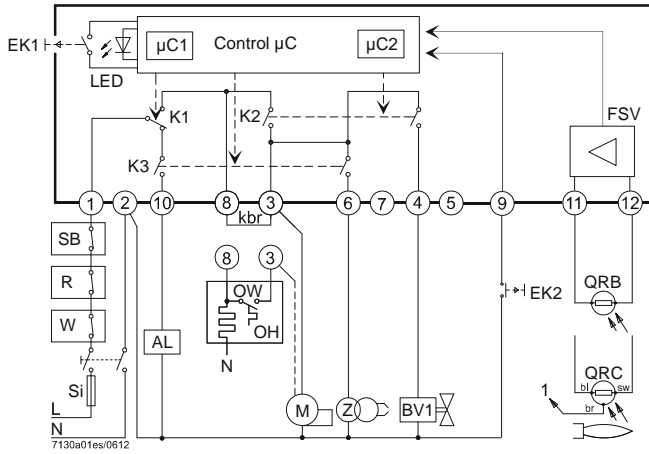 EK1
LED
µC1
Control µC
µC2
K1
K2
K3
FSV
1
2
10
8
kbr
3
6
7
4
5
9
11
12
SB
R
W
Si
L
N
7130a01es/0612
AL
8
3
OW
OH
N
M
Z
BV1
EK2
QRB
QRC
bl
sw
br
1